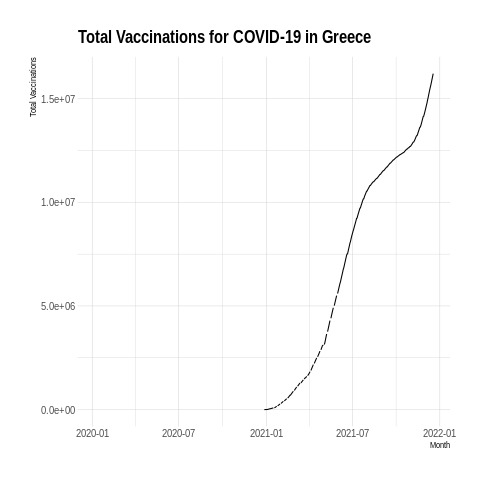 Total Vaccinations for COVID-19 in Greece
Total Vaccinations
1.5e+07
1.0e+07
5.0e+06
0.0e+00
2020-01 2020-07 2021-01 2021-07 2022-01
Month